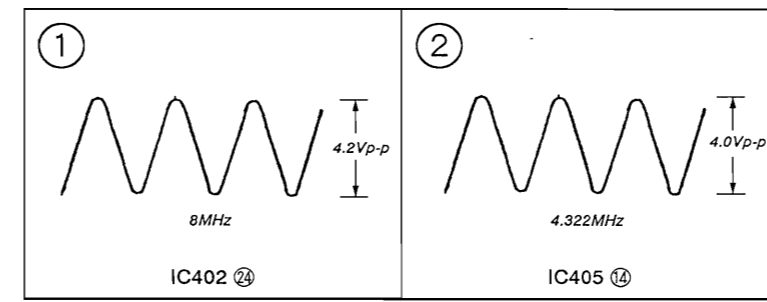 ①
4.2Vp-p
8MHz
IC402 ㉔
②
4.0Vp-p
4.322MHz
IC405 ⑭